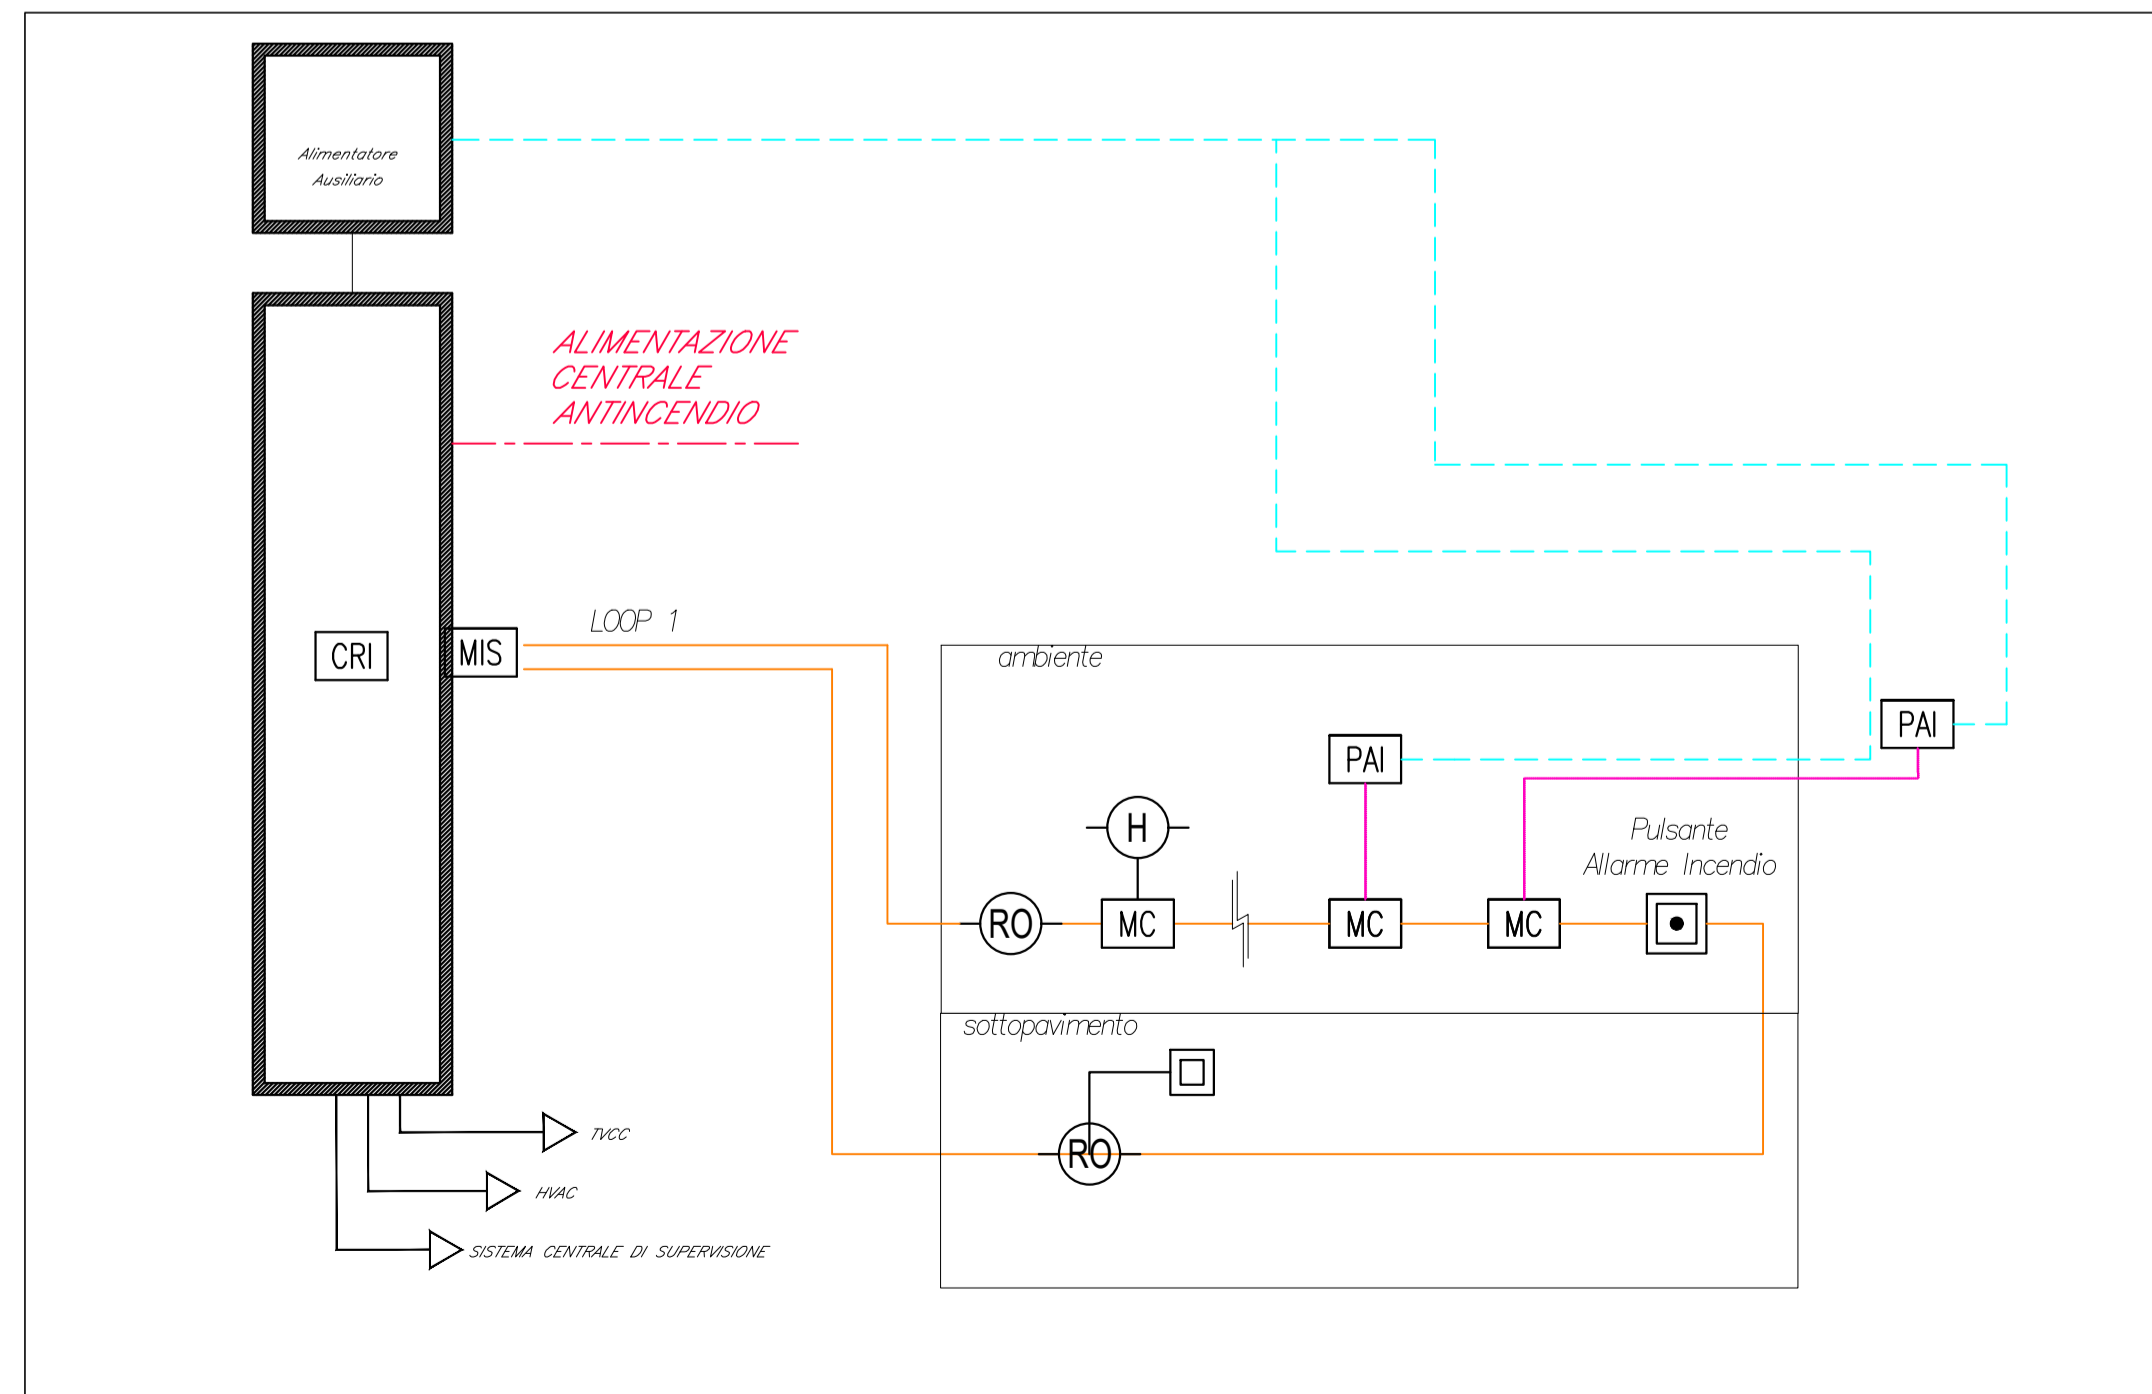 Alimentatore
Ausiliario
ALIMENTAZIONE
CENTRALE
ANTINCENDIO
LOOP 1
CRI
MIS
ambiente
PAI
PAI
H
Pulsante
Allarme Incendio
RO
MC
MC
MC
sottopavimento
RO
TVCC
HVAC
SISTEMA CENTRALE DI SUPERVISIONE